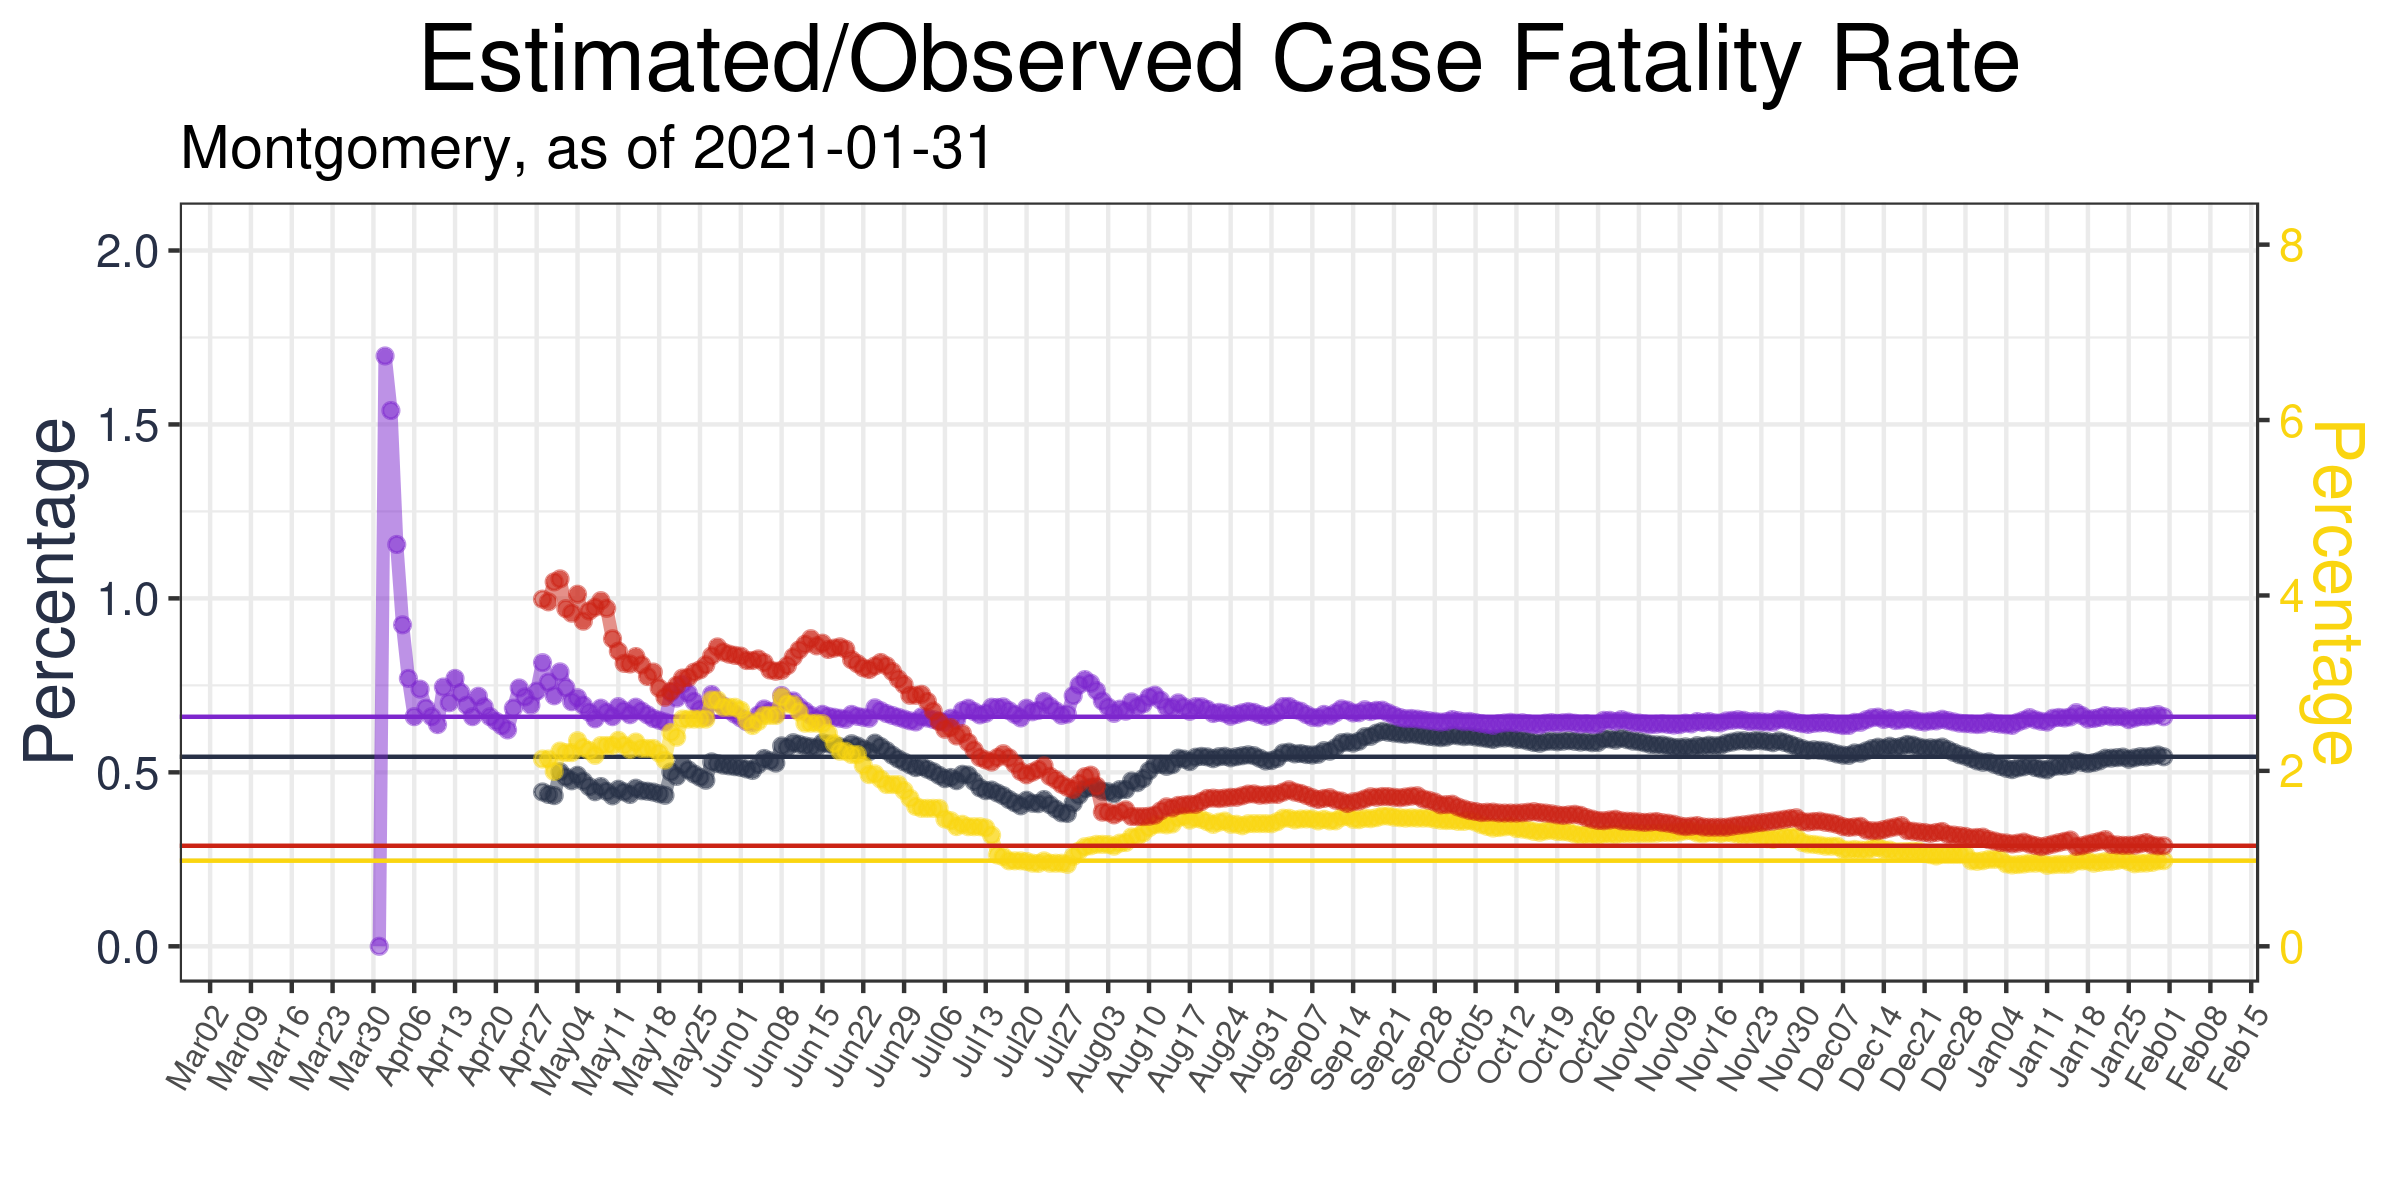 Estimated/Observed Case Fatality Rate
Montgomery, as of 2021-01-31
Percentage
2.0
1.5
1.0
0.5
0.0
8
6
4
2
0
Percentage
Mar02
Mar09
Mar16
Mar23
Mar30
Apr06
Apr13
Apr20
Apr27
May04
May11
May18
May25
Jun01
Jun08
Jun15
Jun22
Jun29
Jul06
Jul13
Jul20
Jul27
Aug03
Aug10
Aug17
Aug24
Aug31
Sep07
Sep14
Sep21
Sep28
Oct05
Oct12
Oct19
Oct26
Nov02
Nov09
Nov16
Nov23
Nov30
Dec07
Dec14
Dec21
Dec28
Jan04
Jan11
Jan18
Jan25
Feb01
Feb08
Feb15